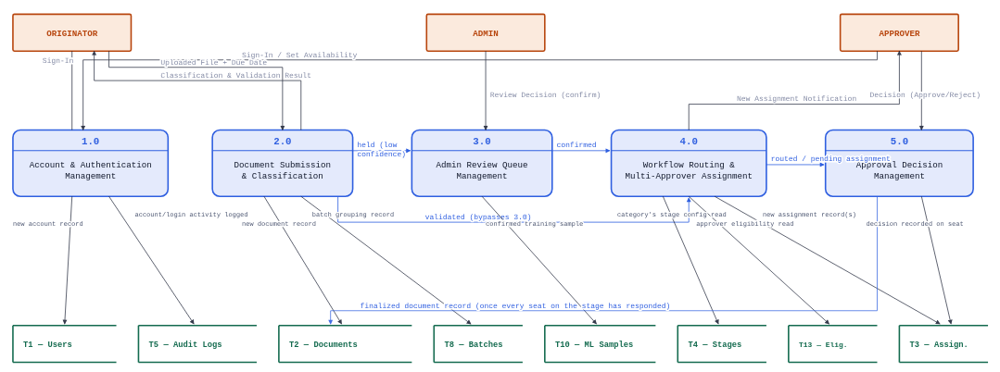 ORIGINATOR
ADMIN
APPROVER
Sign-In
Sign-In / Set Availability
Uploaded File + Due Date
Classification & Validation Result
Review Decision (confirm)
New Assignment Notification
Decision (Approve/Reject)
1.0
Account & Authentication
Management
2.0
Document Submission
& Classification
held (low
confidence)
3.0
Admin Review Queue
Management
confirmed
4.0
Workflow Routing &
Multi-Approver Assignment
routed / pending assignment
5.0
Approval Decision
Management
new account record
account/login activity logged
new document record
batch grouping record
validated (bypasses 3.0)
confirmed training sample
category's stage config read
approver eligibility read
new assignment record(s)
decision recorded on seat
finalized document record (once every seat on the stage has responded)
T1 — Users
T5 — Audit Logs
T2 — Documents
T8 — Batches
T10 — ML Samples
T4 — Stages
T13 — Elig.
T3 — Assign.